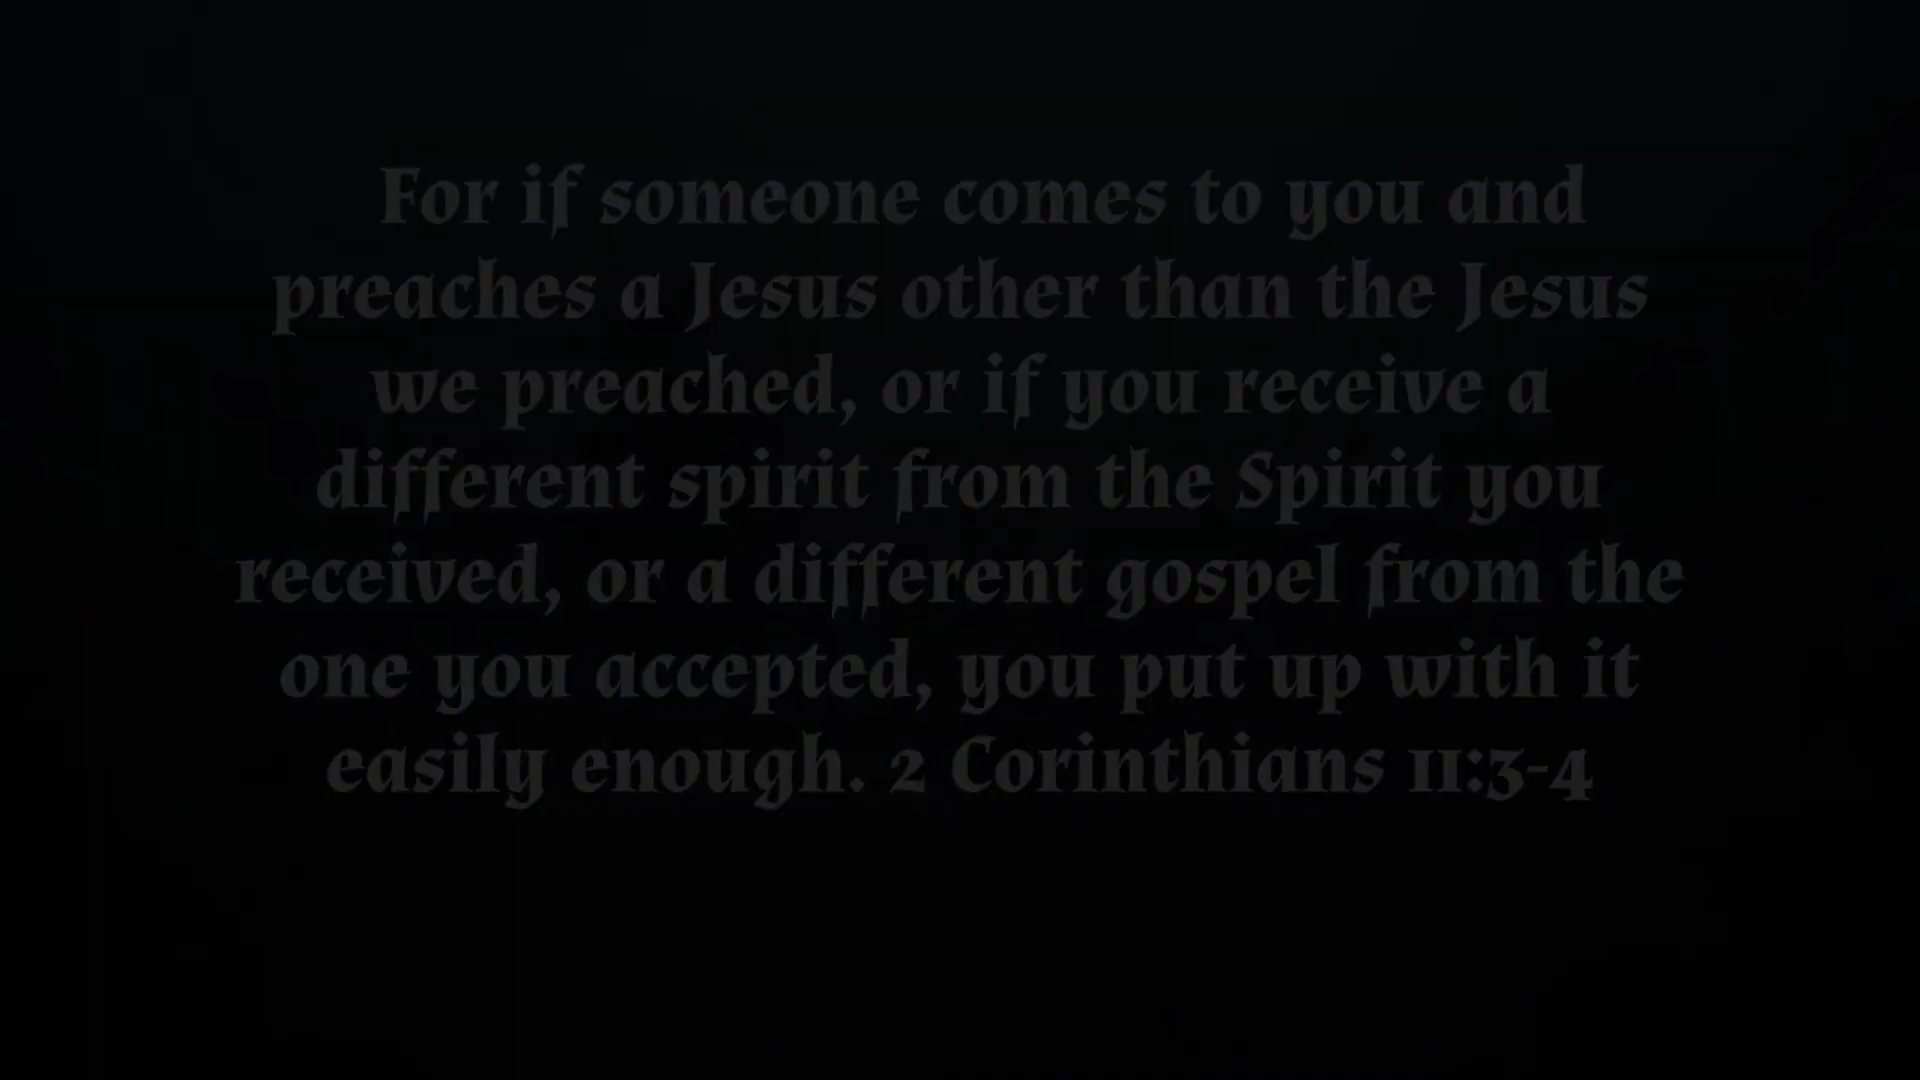 For if someone comes to you and
preaches a Jesus other than the Jesus
we preached, or if you receive a
different spirit from the Spirit you
received, or a different gospel from the
one you accepted, you put up with it
easily enough. 2 Corinthians 11:3-4